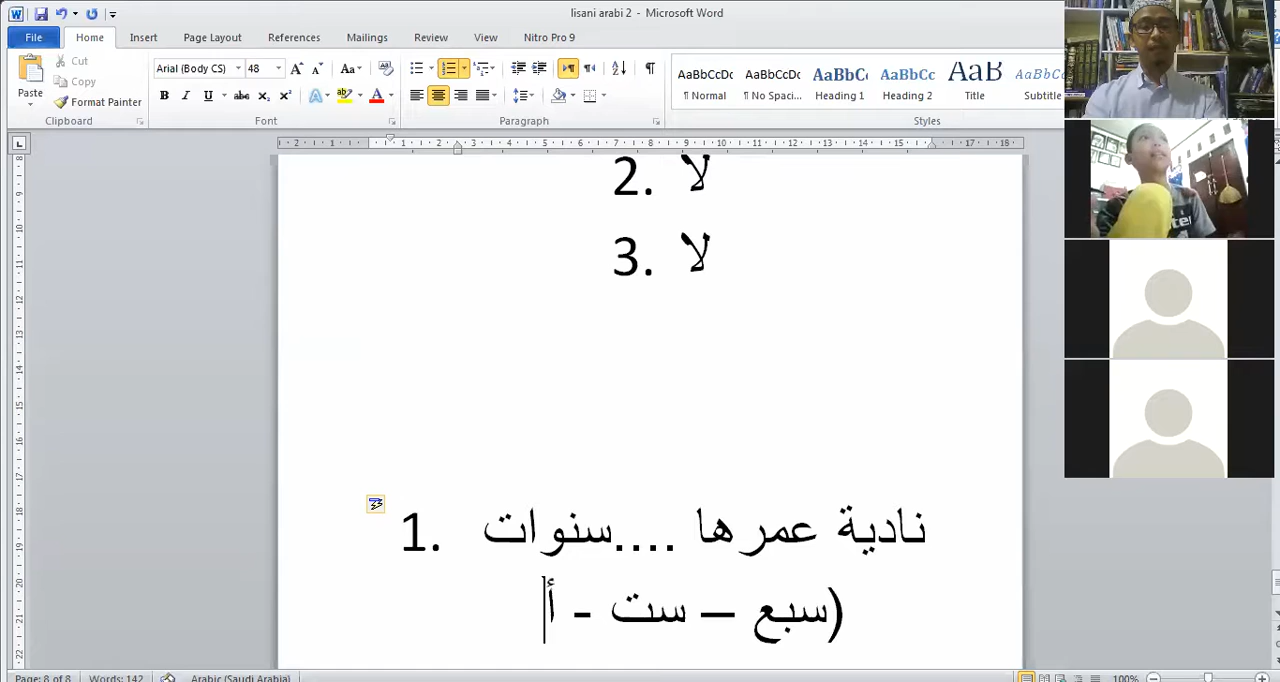 lisani arabi 2 - Microsoft Word
File Home Insert Page Layout References Mailings Review View Nitro Pro 9
Paste
Cut
Copy
Format Painter
Arial (Body CS) 48
AaBbCcDc AaBbCcDc AaBbC AaBbCc AaB AaBbCcL
¶ Normal ¶ No Spaci... Heading 1 Heading 2 Title Subtitle
Clipboard Font Paragraph Styles
2. لا
3. لا
1. نادية عمرها ....سنوات
(سبع – ست - أ
Page: 8 of 8 Words: 142 Arabic (Saudi Arabia) 100%